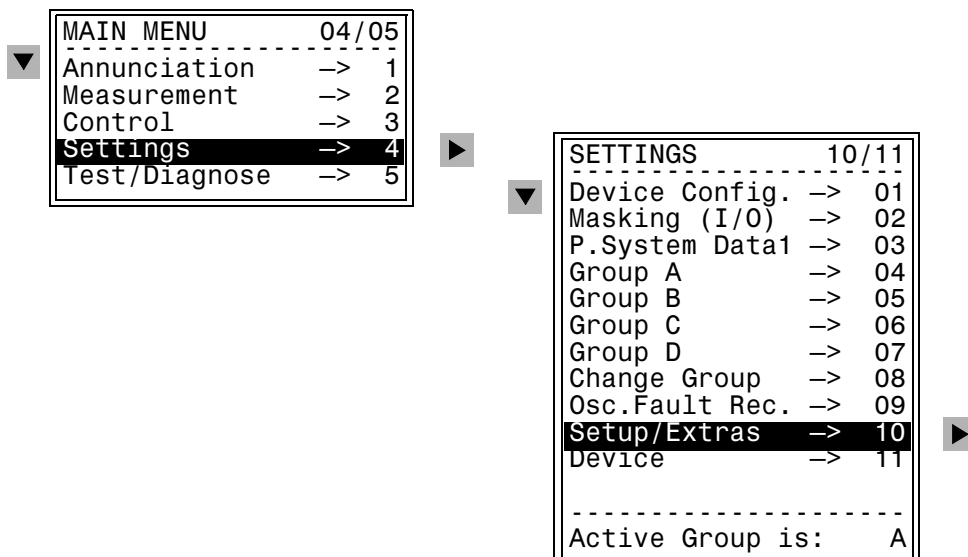 MAIN MENU 04/05
---------------------
Annunciation —> 1
Measurement —> 2
Control —> 3
Settings —> 4
Test/Diagnose —> 5
SETTINGS 10/11
---------------------
Device Config. —> 01
Masking (I/O) —> 02
P.System Data1 —> 03
Group A —> 04
Group B —> 05
Group C —> 06
Group D —> 07
Change Group —> 08
Osc.Fault Rec. —> 09
Setup/Extras —> 10
Device —> 11
---------------------
Active Group is: A